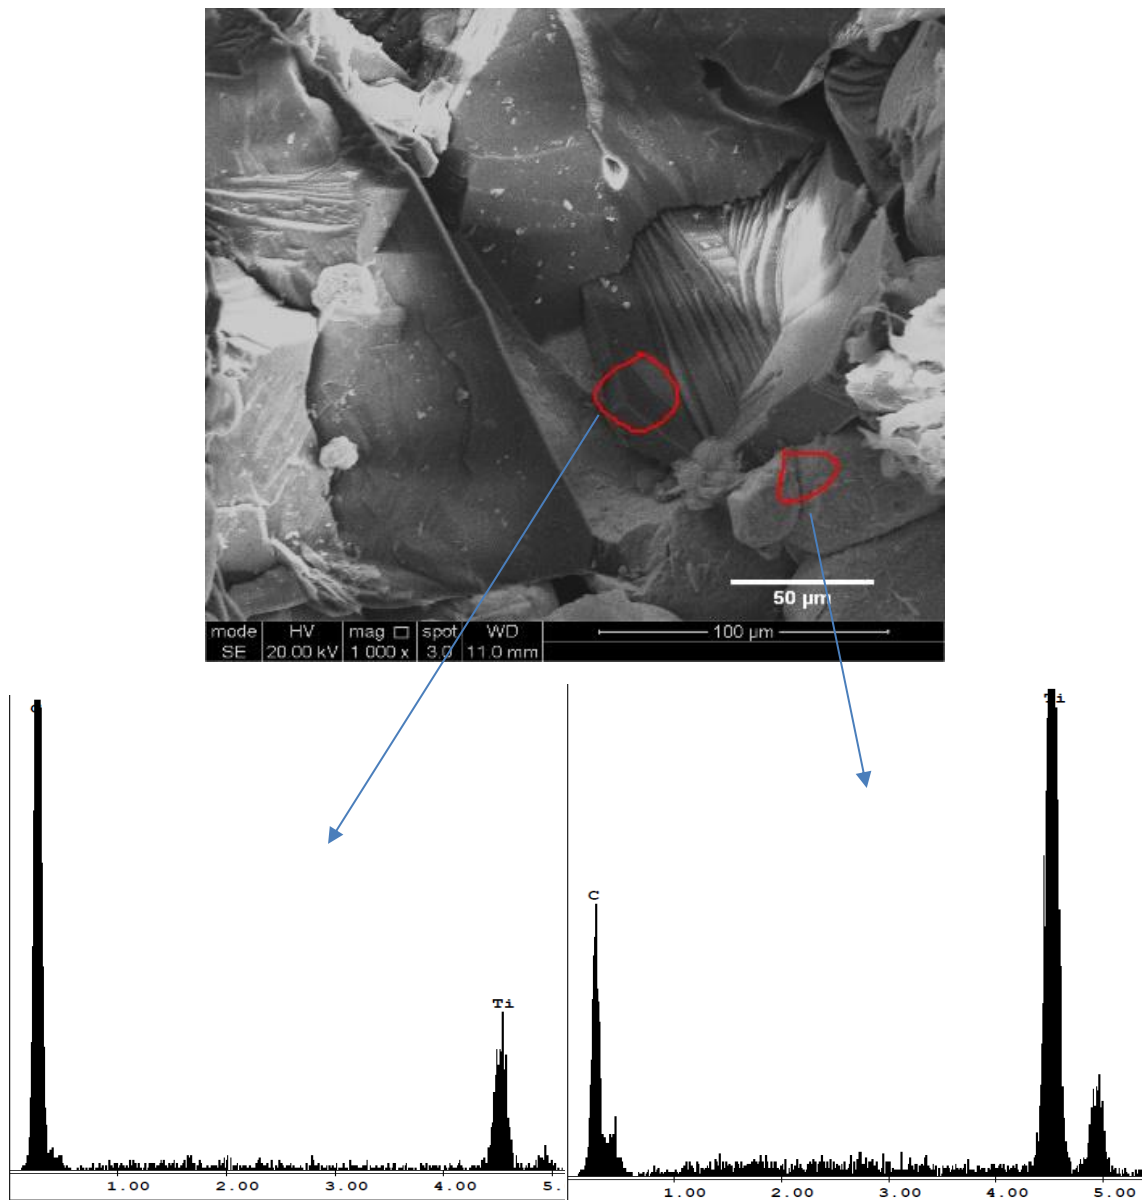 50 µm
mode HV mag □ spot WD 100 µm
SE 20.00 kV 1 000 x 3.0 11.0 mm
C Ti
C
Ti
1.00 2.00 3.00 4.00 5. 1.00 2.00 3.00 4.00 5.00